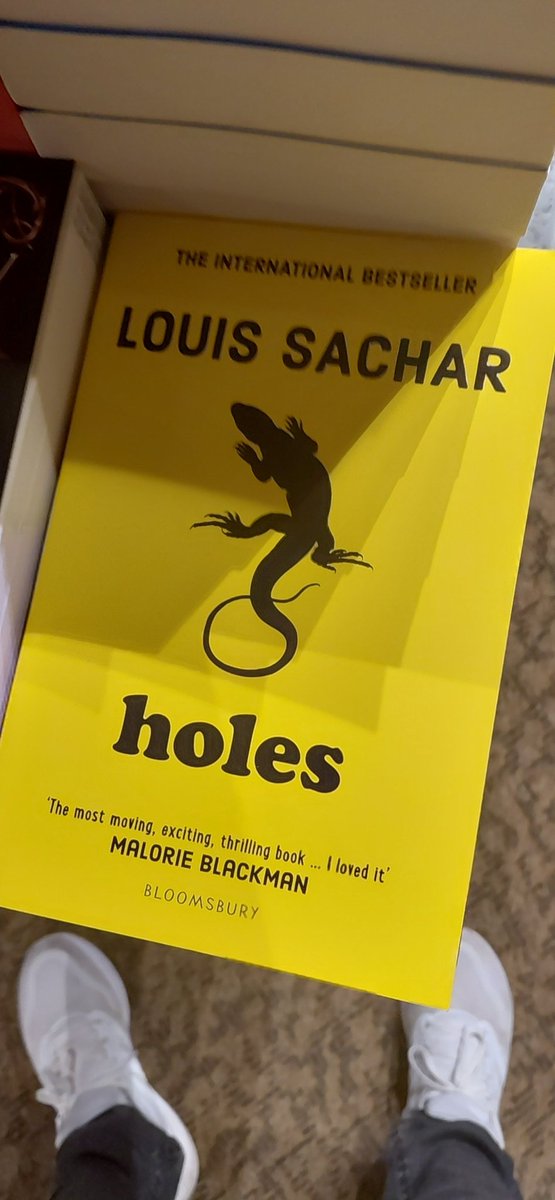 THE INTERNATIONAL BESTSELLER
LOUIS SACHAR
holes
'The most moving, exciting, thrilling book ... I loved it'
MALORIE BLACKMAN
BLOOMSBURY